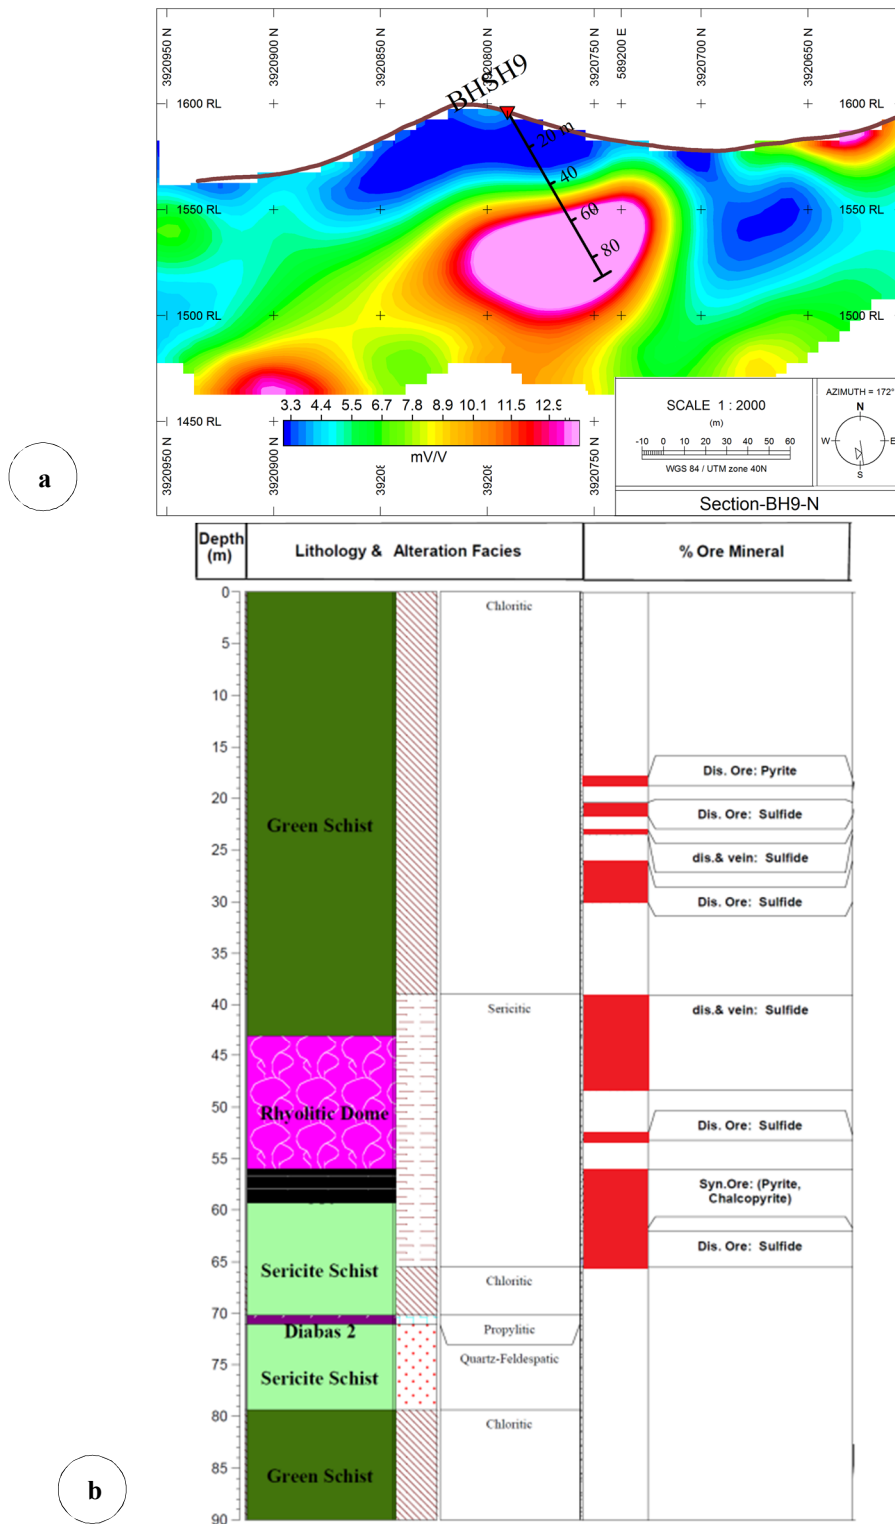 3920950 N
3920900 N
3920850 N
3920800 N
3920750 N
589200 E
3920700 N
3920650 N
BHSH9
1600 RL
1600 RL
20 m
40
60
80
1550 RL
1550 RL
1500 RL
1500 RL
1450 RL
3.3 4.4 5.5 6.7 7.8 8.9 10.1 11.5 12.9
mV/V
3920950 N
3920900 N
3920750 N
SCALE 1 : 2000
(m)
-10 0 10 20 30 40 50 60
WGS 84 / UTM zone 40N
AZIMUTH = 172°
N
W
E
S
Section-BH9-N
a
Depth
(m)
Lithology & Alteration Facies
% Ore Mineral
0
5
10
15
20
25
30
35
40
45
50
55
60
65
70
75
80
85
90
Green Schist
Rhyolitic Dome
Sericite Schist
Diabas 2
Sericite Schist
Green Schist
Chloritic
Sericitic
Chloritic
Propylitic
Quartz-Feldespatic
Chloritic
Dis. Ore: Pyrite
Dis. Ore: Sulfide
dis.& vein: Sulfide
Dis. Ore: Sulfide
dis.& vein: Sulfide
Dis. Ore: Sulfide
Syn.Ore: (Pyrite,
Chalcopyrite)
Dis. Ore: Sulfide
b